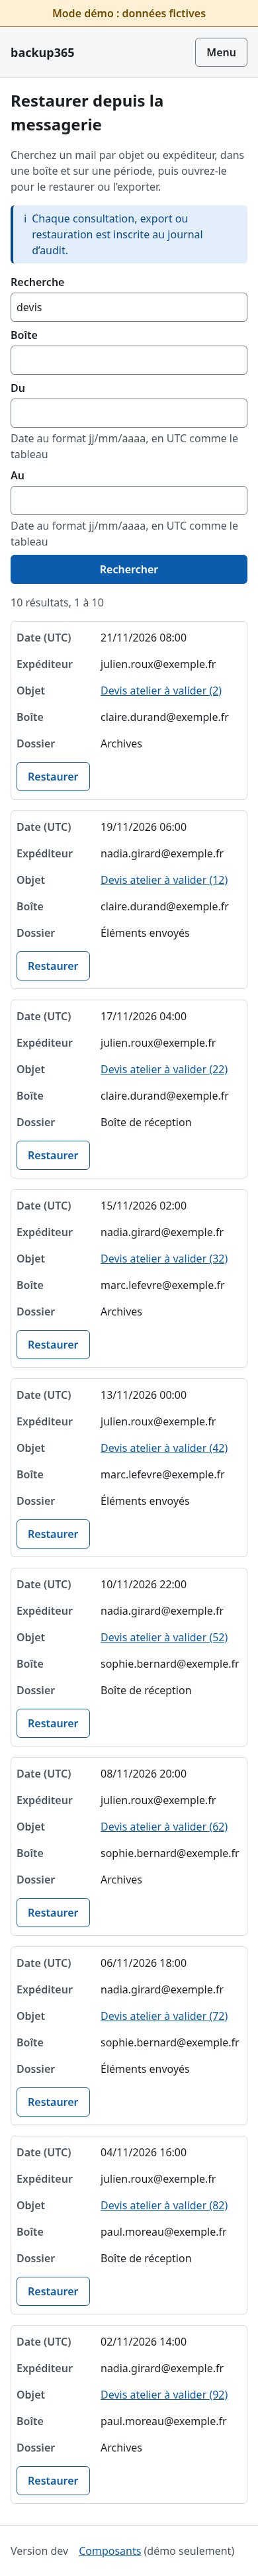 Mode démo : données fictives
backup365
Menu
Restaurer depuis la
messagerie
Cherchez un mail par objet ou expéditeur, dans
une boîte et sur une période, puis ouvrez-le
pour le restaurer ou l’exporter.
i Chaque consultation, export ou
restauration est inscrite au journal
d’audit.
Recherche
devis
Boîte
Du
Date au format jj/mm/aaaa, en UTC comme le
tableau
Au
Date au format jj/mm/aaaa, en UTC comme le
tableau
Rechercher
10 résultats, 1 à 10
Date (UTC) 21/11/2026 08:00
Expéditeur julien.roux@exemple.fr
Objet Devis atelier à valider (2)
Boîte claire.durand@exemple.fr
Dossier Archives
Restaurer
Date (UTC) 19/11/2026 06:00
Expéditeur nadia.girard@exemple.fr
Objet Devis atelier à valider (12)
Boîte claire.durand@exemple.fr
Dossier Éléments envoyés
Restaurer
Date (UTC) 17/11/2026 04:00
Expéditeur julien.roux@exemple.fr
Objet Devis atelier à valider (22)
Boîte claire.durand@exemple.fr
Dossier Boîte de réception
Restaurer
Date (UTC) 15/11/2026 02:00
Expéditeur nadia.girard@exemple.fr
Objet Devis atelier à valider (32)
Boîte marc.lefevre@exemple.fr
Dossier Archives
Restaurer
Date (UTC) 13/11/2026 00:00
Expéditeur julien.roux@exemple.fr
Objet Devis atelier à valider (42)
Boîte marc.lefevre@exemple.fr
Dossier Éléments envoyés
Restaurer
Date (UTC) 10/11/2026 22:00
Expéditeur nadia.girard@exemple.fr
Objet Devis atelier à valider (52)
Boîte sophie.bernard@exemple.fr
Dossier Boîte de réception
Restaurer
Date (UTC) 08/11/2026 20:00
Expéditeur julien.roux@exemple.fr
Objet Devis atelier à valider (62)
Boîte sophie.bernard@exemple.fr
Dossier Archives
Restaurer
Date (UTC) 06/11/2026 18:00
Expéditeur nadia.girard@exemple.fr
Objet Devis atelier à valider (72)
Boîte sophie.bernard@exemple.fr
Dossier Éléments envoyés
Restaurer
Date (UTC) 04/11/2026 16:00
Expéditeur julien.roux@exemple.fr
Objet Devis atelier à valider (82)
Boîte paul.moreau@exemple.fr
Dossier Boîte de réception
Restaurer
Date (UTC) 02/11/2026 14:00
Expéditeur nadia.girard@exemple.fr
Objet Devis atelier à valider (92)
Boîte paul.moreau@exemple.fr
Dossier Archives
Restaurer
Version dev Composants (démo seulement)